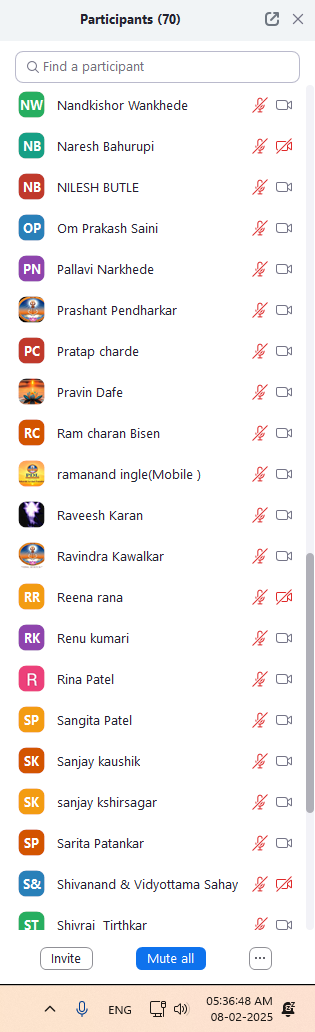 Participants (70)
Find a participant
NW Nandkishor Wankhede
NB Naresh Bahurupi
NB NILESH BUTLE
OP Om Prakash Saini
PN Pallavi Narkhede
Prashant Pendharkar
PC Pratap charde
Pravin Dafe
RC Ram charan Bisen
ramanand ingle(Mobile )
Raveesh Karan
Ravindra Kawalkar
RR Reena rana
RK Renu kumari
R Rina Patel
SP Sangita Patel
SK Sanjay kaushik
SK sanjay kshirsagar
SP Sarita Patankar
S& Shivanand & Vidyottama Sahay
ST Shivraj Tirthkar
Invite Mute all ...
ENG 05:36:48 AM
08-02-2025